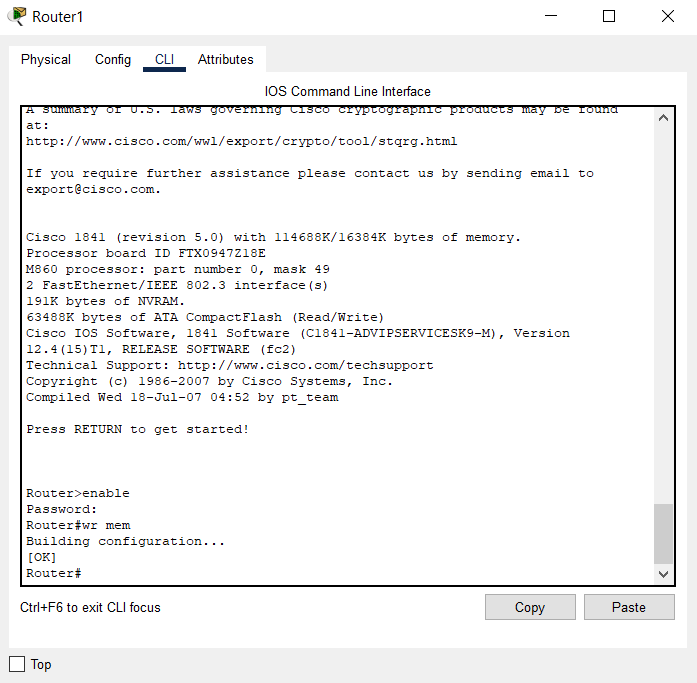 Router1
Physical Config CLI Attributes
IOS Command Line Interface
A summary of U.S. laws governing Cisco cryptographic products may be found
at:
http://www.cisco.com/wwl/export/crypto/tool/stqrg.html
If you require further assistance please contact us by sending email to
export@cisco.com.
Cisco 1841 (revision 5.0) with 114688K/16384K bytes of memory.
Processor board ID FTX0947Z18E
M860 processor: part number 0, mask 49
2 FastEthernet/IEEE 802.3 interface(s)
191K bytes of NVRAM.
63488K bytes of ATA CompactFlash (Read/Write)
Cisco IOS Software, 1841 Software (C1841-ADVIPSERVICESK9-M), Version
12.4(15)T1, RELEASE SOFTWARE (fc2)
Technical Support: http://www.cisco.com/techsupport
Copyright (c) 1986-2007 by Cisco Systems, Inc.
Compiled Wed 18-Jul-07 04:52 by pt_team
Press RETURN to get started!
Router>enable
Password:
Router#wr mem
Building configuration...
[OK]
Router#
Ctrl+F6 to exit CLI focus
Copy Paste
Top